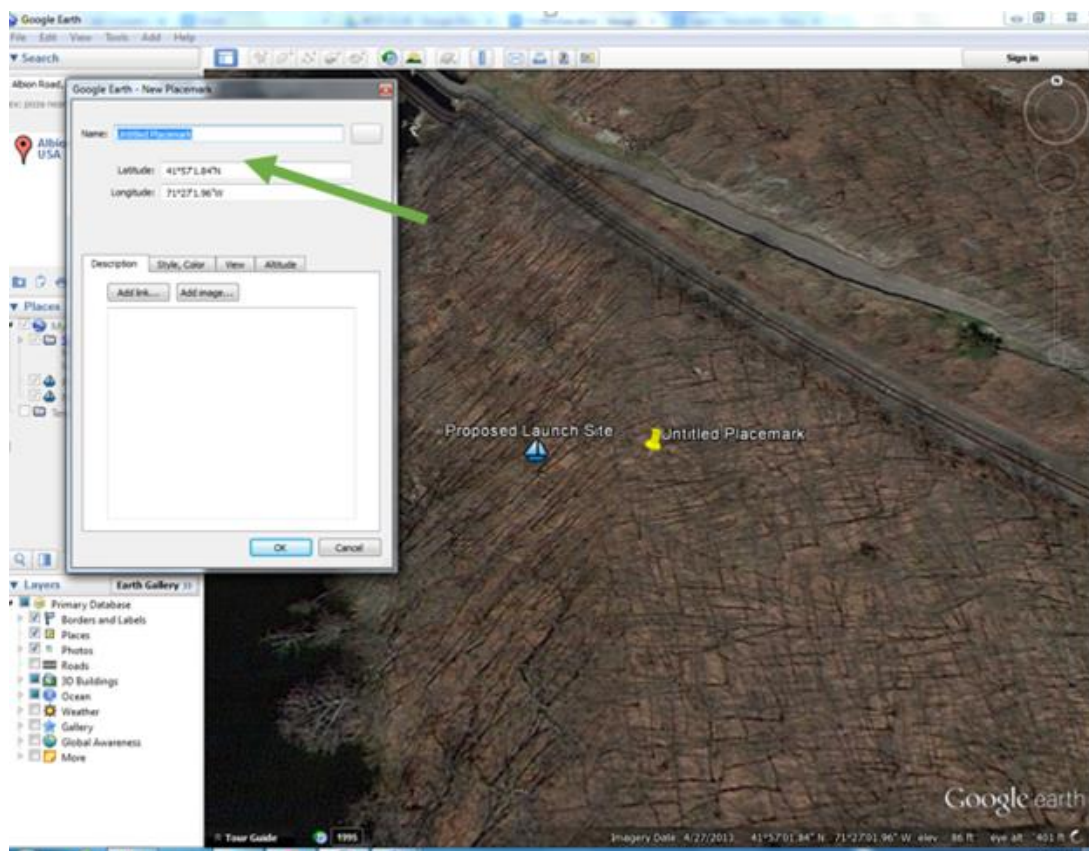 Google Earth
File Edit View Tools Add Help
Search
Sign in
Albion Road,
Google Earth - New Placemark
Name: Untitled Placemark
USA
Latitude: 41°57'1.84"N
Longitude: 71°27'1.96"W
Description Style, Color View Altitude
Add link... Add image...
Places
Proposed Launch Site
Untitled Placemark
OK Cancel
Layers Earth Gallery
Primary Database
Borders and Labels
Places
Photos
Roads
3D Buildings
Ocean
Weather
Gallery
Global Awareness
More
Google earth
Tour Guide 1995 Imagery Date: 4/27/2013 41°57'01.84" N 71°27'01.96" W elev 86 ft eye alt 401 ft